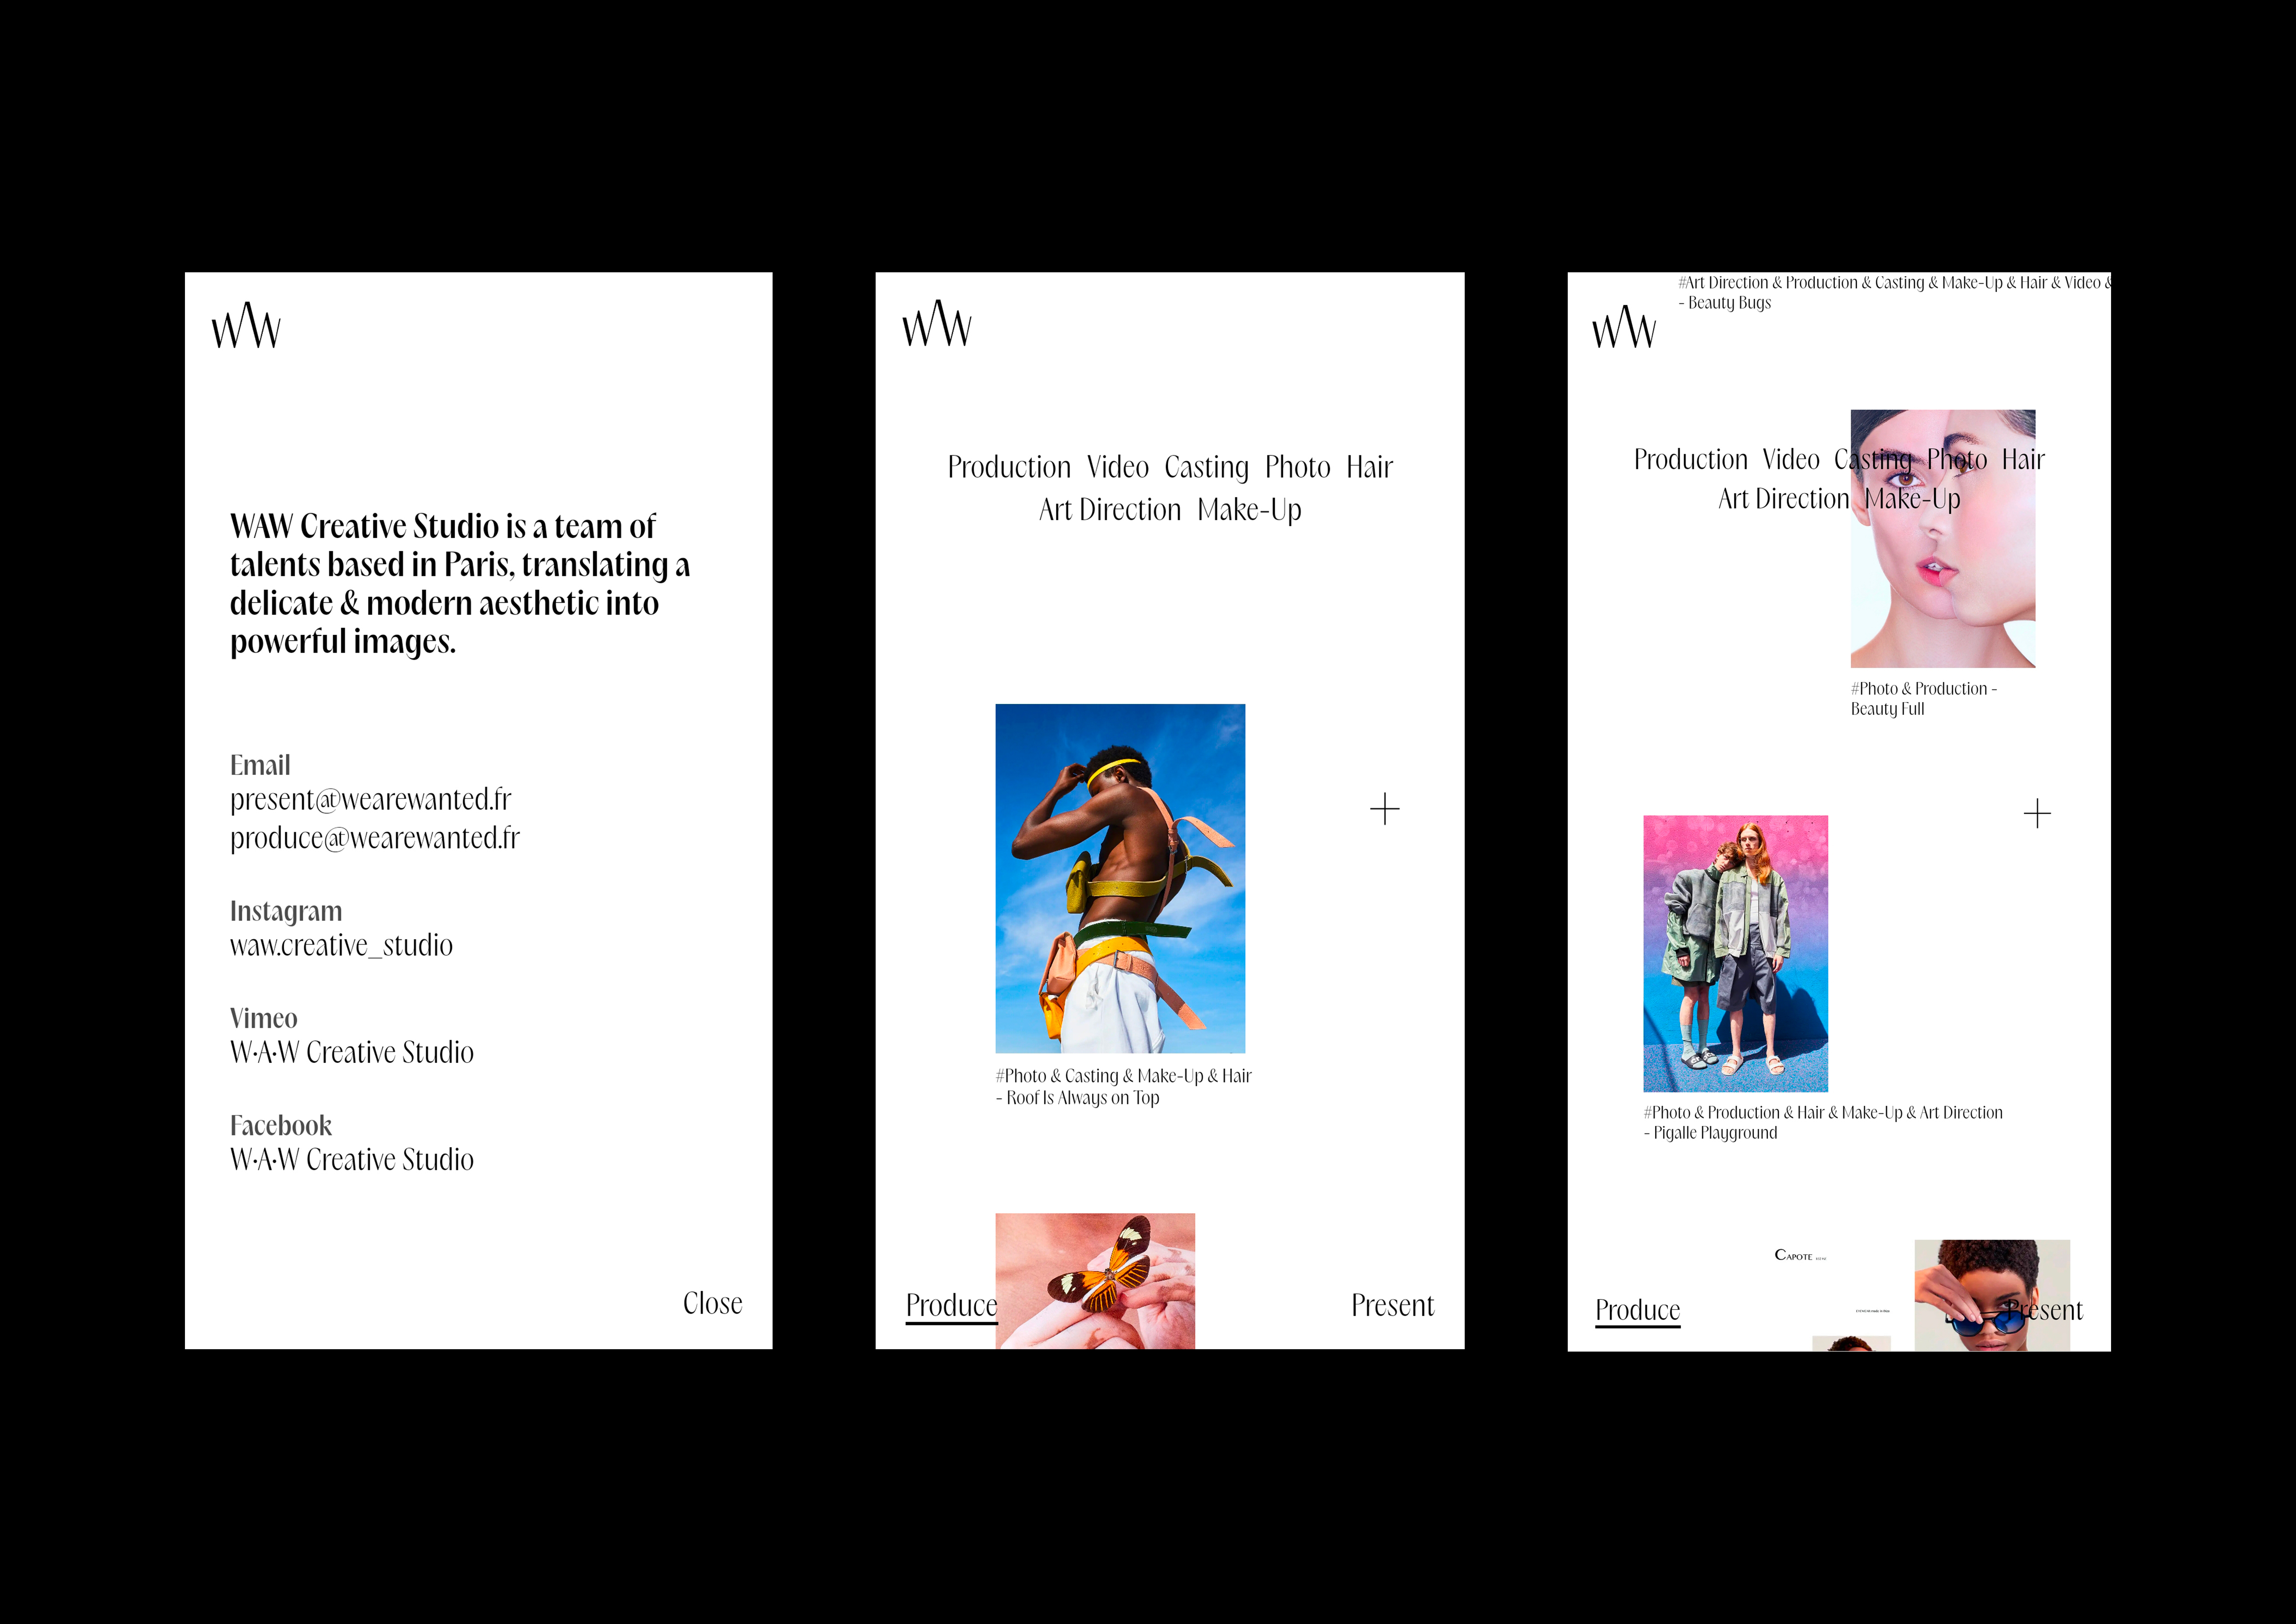 WAW
WAW Creative Studio is a team of
talents based in Paris, translating a
delicate & modern aesthetic into
powerful images.
Email
present@wearewanted.fr
produce@wearewanted.fr
Instagram
waw.creative_studio
Vimeo
W·A·W Creative Studio
Facebook
W·A·W Creative Studio
Close
WAW
Production Video Casting Photo Hair
Art Direction Make-Up
#Photo & Casting & Make-Up & Hair
- Roof Is Always on Top
Produce
Present
#Art Direction & Production & Casting & Make-Up & Hair & Video &
- Beauty Bugs
WAW
Production Video Casting Photo Hair
Art Direction Make-Up
#Photo & Production -
Beauty Full
#Photo & Production & Hair & Make-Up & Art Direction
- Pigalle Playground
CAPOTE
Produce
Present